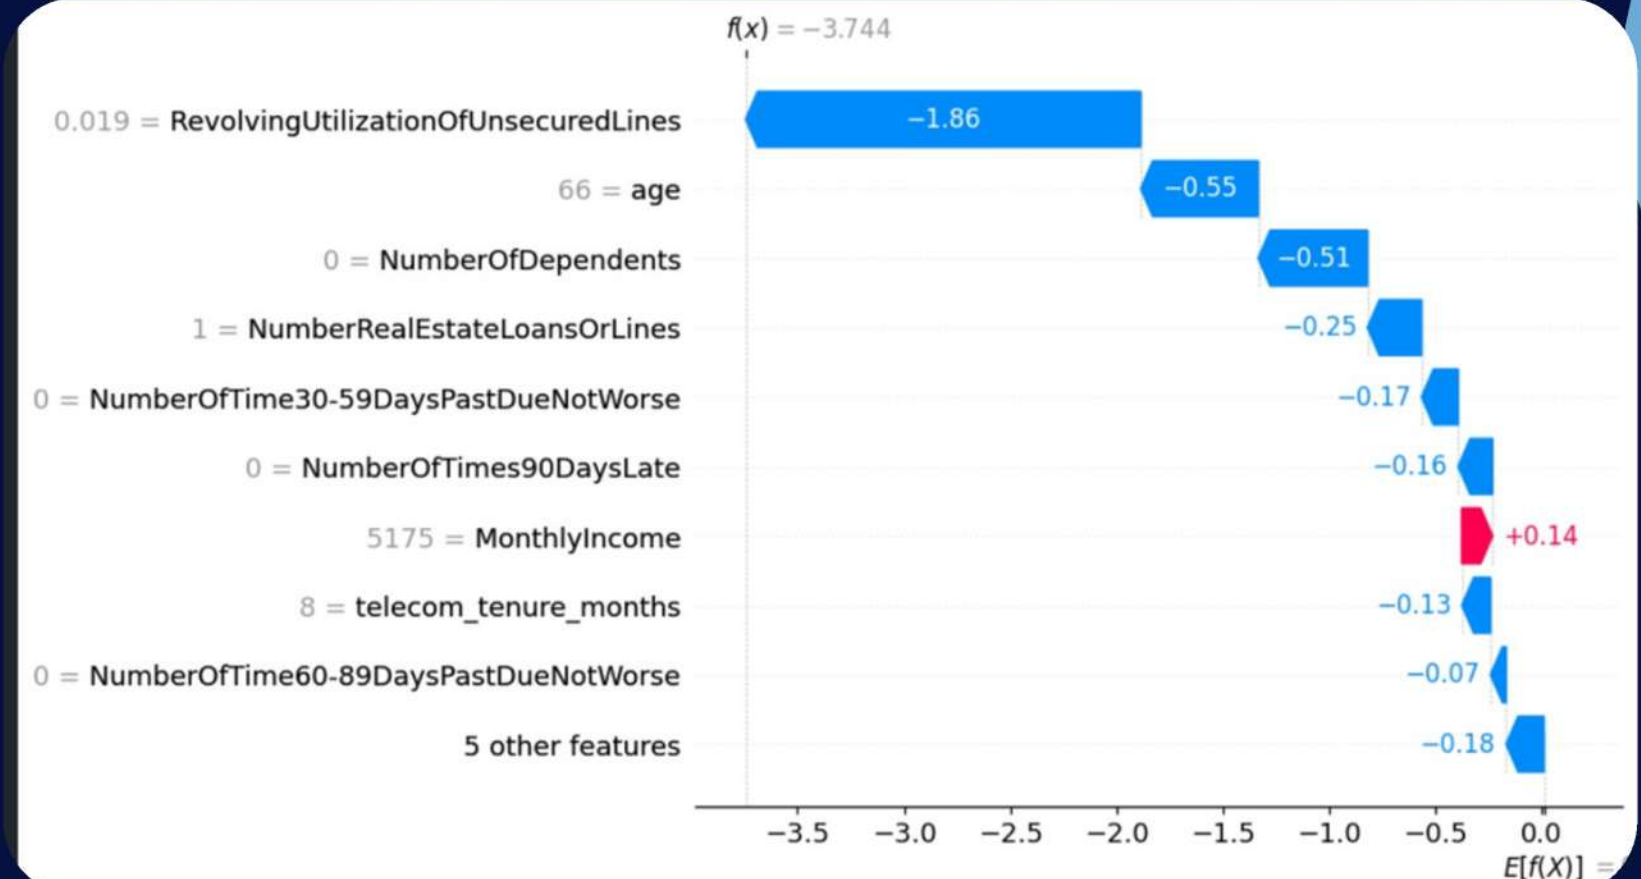 f(x) = −3.744
0.019 = RevolvingUtilizationOfUnsecuredLines
−1.86
66 = age
−0.55
0 = NumberOfDependents
−0.51
1 = NumberRealEstateLoansOrLines
−0.25
0 = NumberOfTime30-59DaysPastDueNotWorse
−0.17
0 = NumberOfTimes90DaysLate
−0.16
5175 = MonthlyIncome
+0.14
8 = telecom_tenure_months
−0.13
0 = NumberOfTime60-89DaysPastDueNotWorse
−0.07
5 other features
−0.18
−3.5 −3.0 −2.5 −2.0 −1.5 −1.0 −0.5 0.0
E[f(X)] =